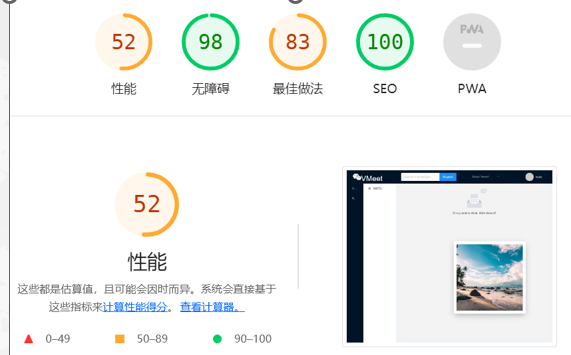 52
98
83
100
PWA
性能
无障碍
最佳做法
SEO
PWA
52
性能
这些都是估算值，且可能会因时而异。系统会直接基于
这些指标来计算性能得分。 查看计算器。
0–49
50–89
90–100
VMeet